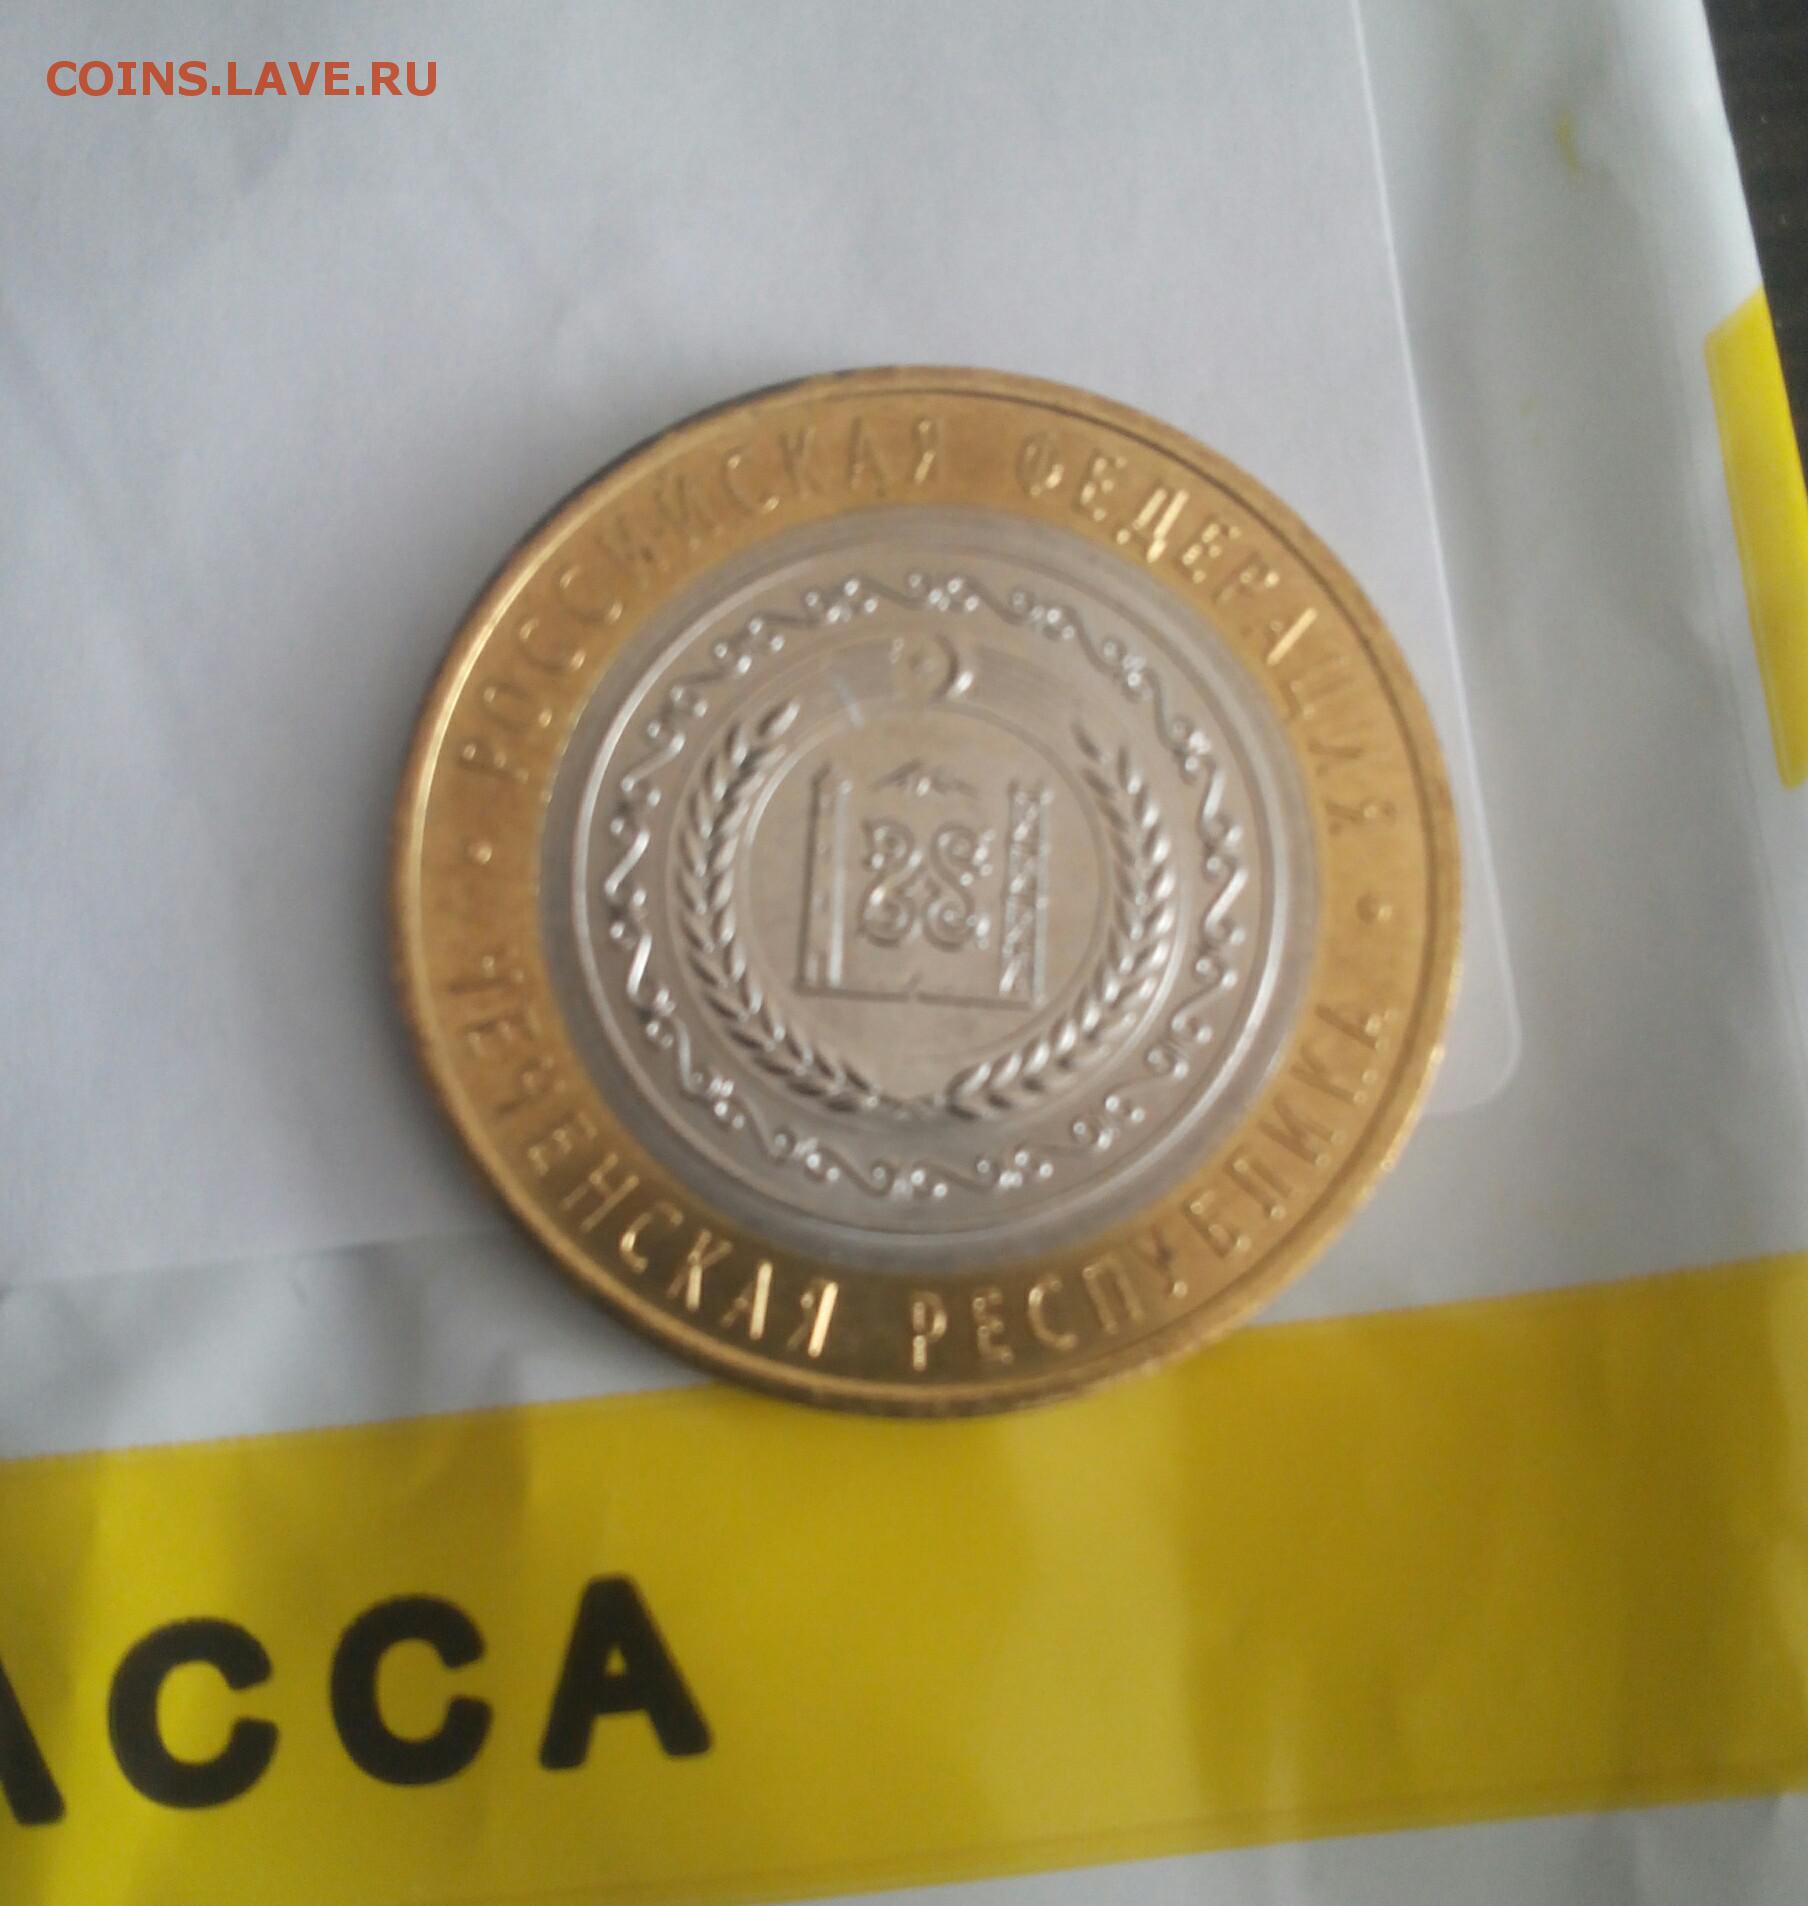 COINS.LAVE.RU
• РОССИЙСКАЯ ФЕДЕРАЦИЯ •
ЧЕЧЕНСКАЯ РЕСПУБЛИКА
АССА